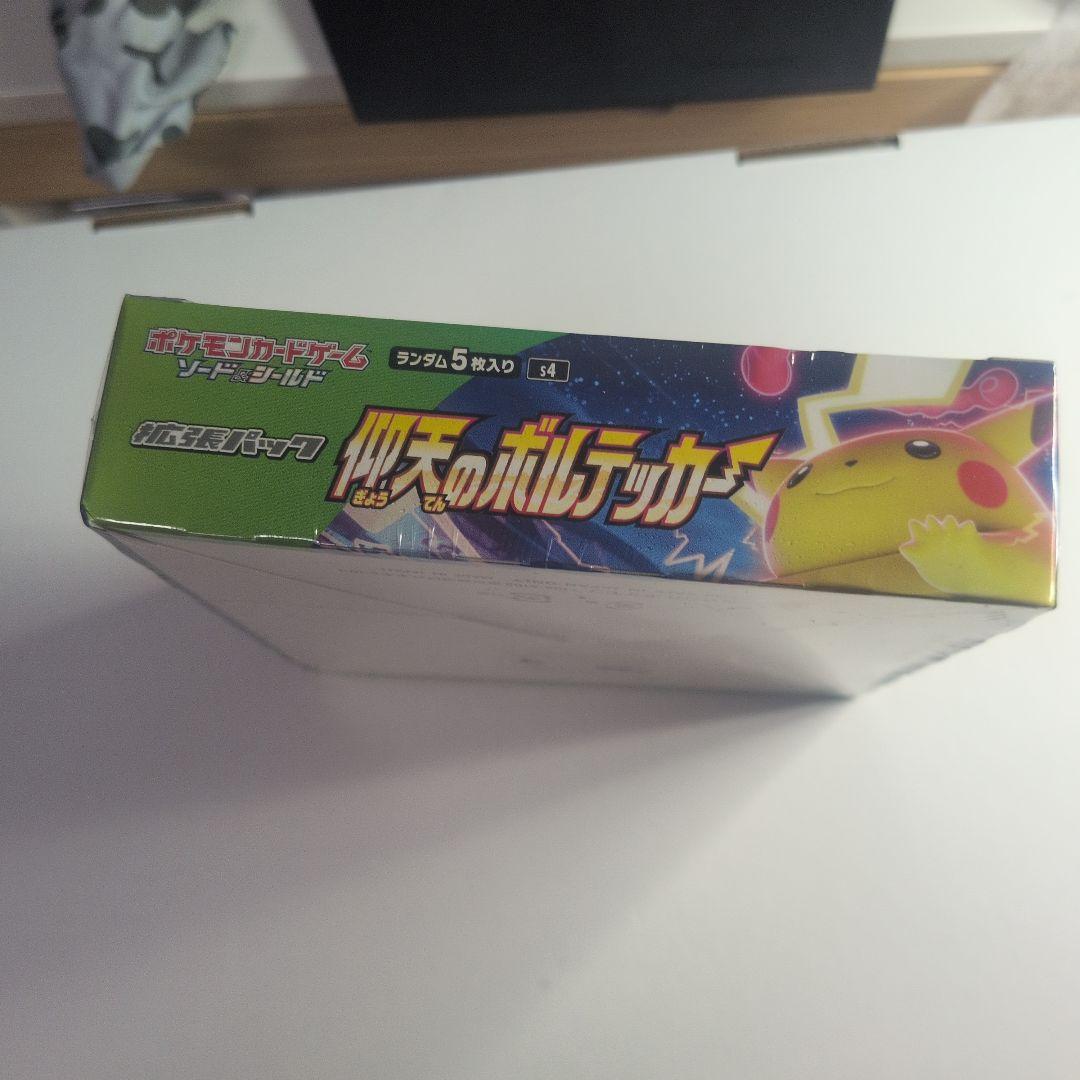 ポケモンカードゲーム
ソード&シールド
ランダム5枚入り
S4
拡張パック
仰天のボルテッカー
ぎょう てん